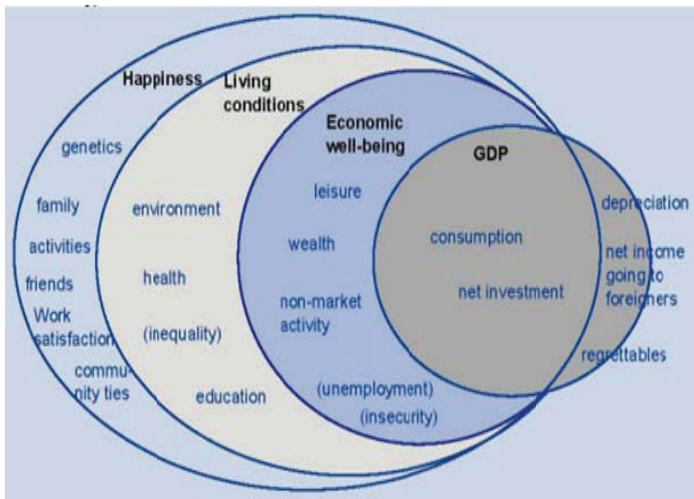 Happiness
Living
conditions
Economic
well-being
GDP
genetics
family
activities
friends
Work
satisfaction
commu-
nity ties
environment
health
(inequality)
education
leisure
wealth
non-market
activity
(unemployment)
(insecurity)
consumption
net investment
depreciation
net income
going to
foreigners
regrettables